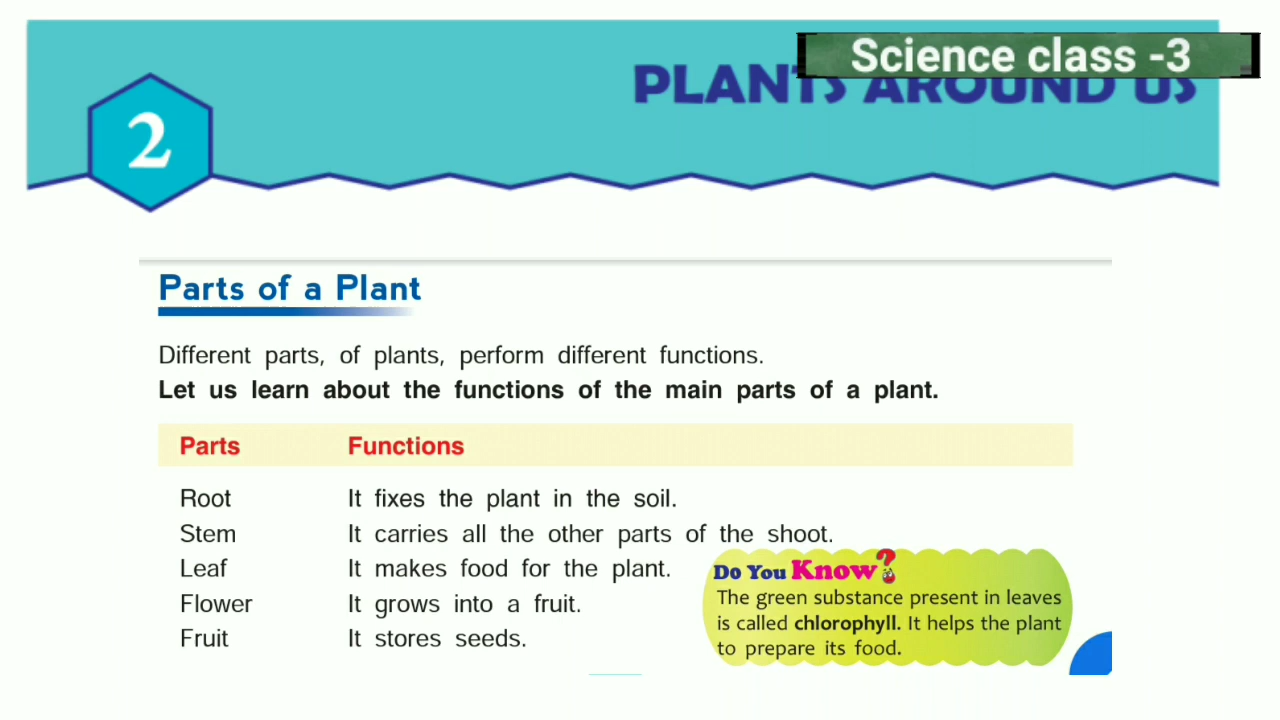 Science class -3
PLANTS AROUND US
2
Parts of a Plant
Different parts, of plants, perform different functions.
Let us learn about the functions of the main parts of a plant.
Parts Functions
Root It fixes the plant in the soil.
Stem It carries all the other parts of the shoot.
Leaf It makes food for the plant.
Flower It grows into a fruit.
Fruit It stores seeds.
Do You Know?
The green substance present in leaves
is called chlorophyll. It helps the plant
to prepare its food.